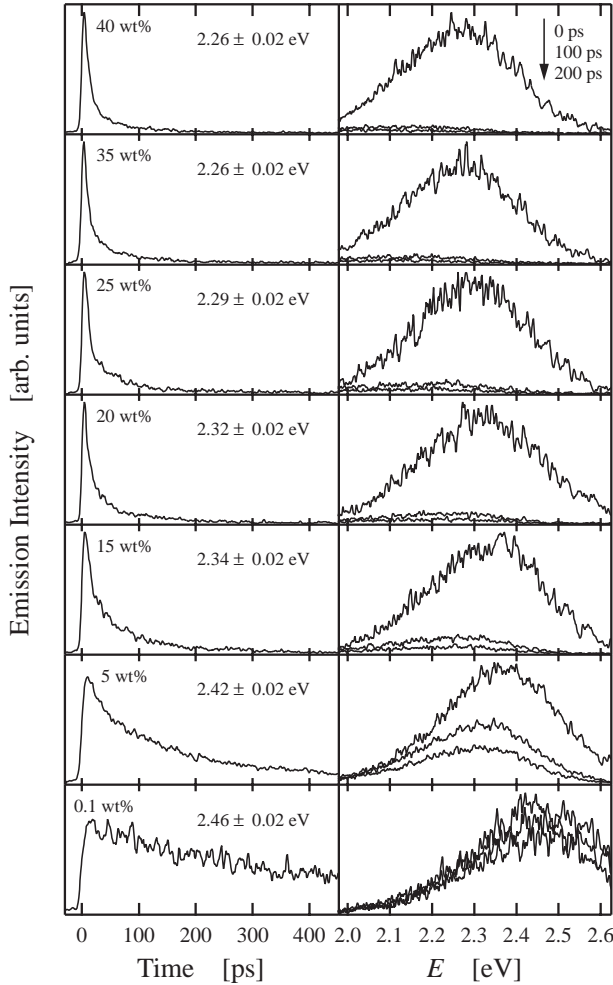 40 wt%
2.26 ± 0.02 eV
0 ps
100 ps
200 ps
35 wt%
2.26 ± 0.02 eV
25 wt%
2.29 ± 0.02 eV
20 wt%
2.32 ± 0.02 eV
15 wt%
2.34 ± 0.02 eV
5 wt%
2.42 ± 0.02 eV
0.1 wt%
2.46 ± 0.02 eV
Emission Intensity [arb. units]
0 100 200 300 400
2.0 2.1 2.2 2.3 2.4 2.5 2.6
Time [ps]
E [eV]